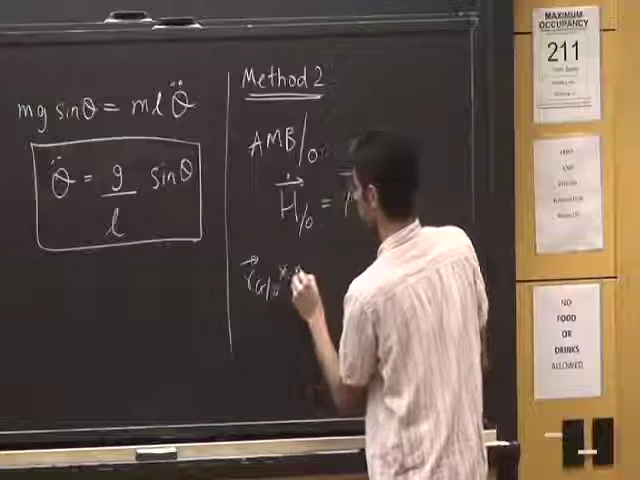 mg sinθ = mlθ̈
θ̈ = g/l sinθ
Method 2
AMB/o
Ḣ/o =
r G/o ×
MAXIMUM
OCCUPANCY
211
NO
FOOD
OR
DRINKS
ALLOWED